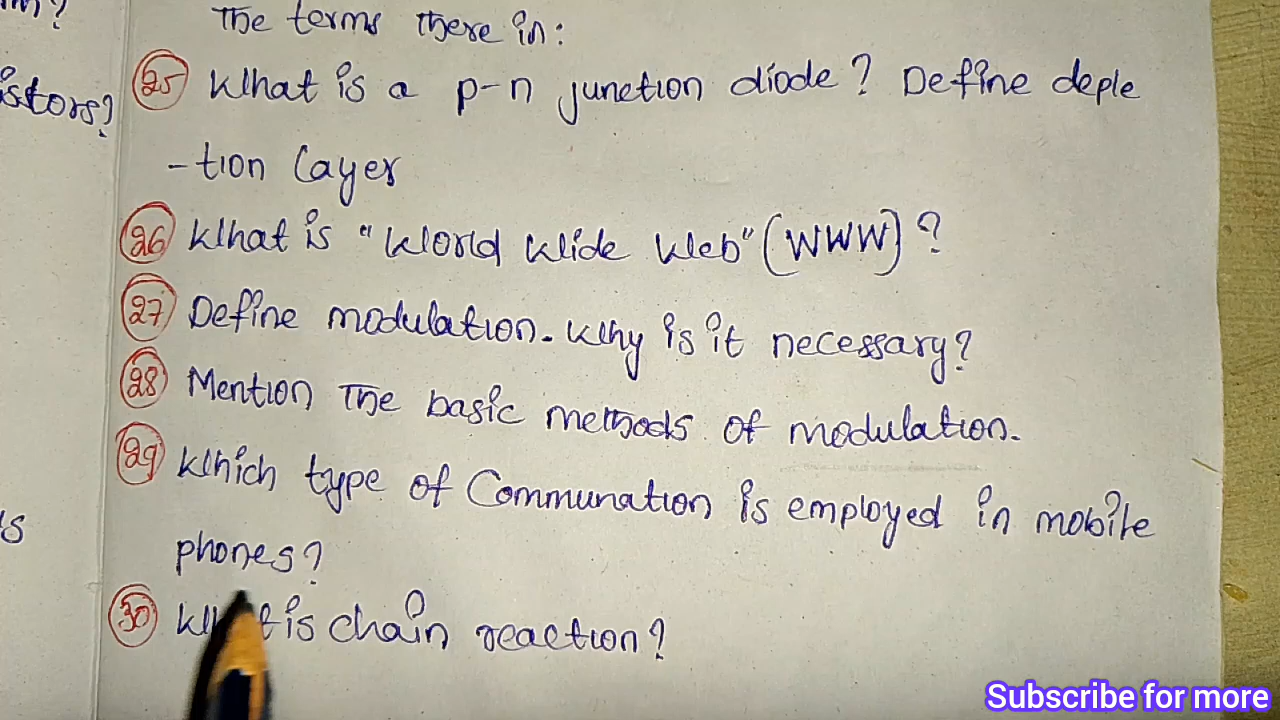 The terms there in:
istors?
25 What is a p-n junction diode? Define deple
-tion layer
26 What is "World Wide Web" (WWW) ?
27 Define modulation. Why is it necessary?
28 Mention The basic methods of modulation.
29 Which type of Communation is employed in mobile
phones?
30 What is chain reaction?
Subscribe for more